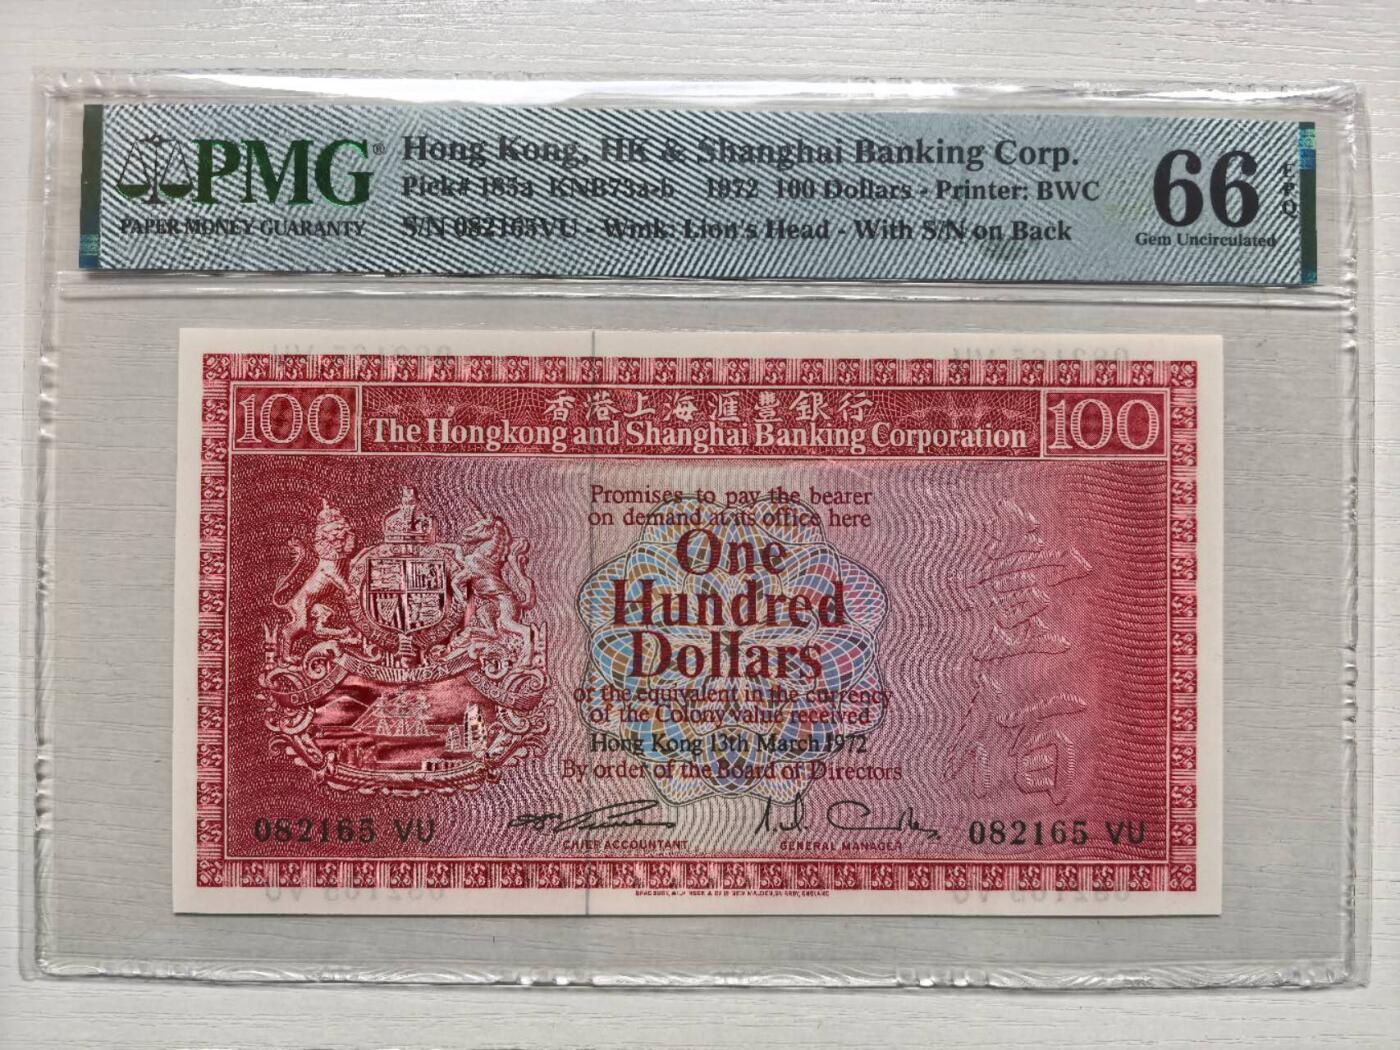 PMG®
PAPER MONEY GUARANTY
Hong Kong, HK & Shanghai Banking Corp.
Pick# 185a KNB73a-b 1972 100 Dollars - Printer: BWC
S/N 082165VU - Wmk: Lion's Head - With S/N on Back
66 EPQ
Gem Uncirculated
100 香港上海滙豐銀行 100
The Hongkong and Shanghai Banking Corporation
Promises to pay the bearer
on demand at its office here
One
Hundred
Dollars
or the equivalent in the currency
of the Colony value received
Hong Kong 13th March 1972
By order of the Board of Directors
壹佰
082165 VU
CHIEF ACCOUNTANT
GENERAL MANAGER
082165 VU